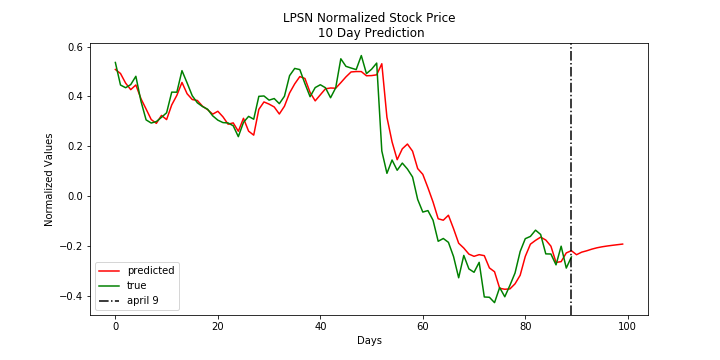 LPSN Normalized Stock Price
10 Day Prediction
Normalized Values
0.6
0.4
0.2
0.0
−0.2
−0.4
predicted
true
april 9
0 20 40 60 80 100
Days